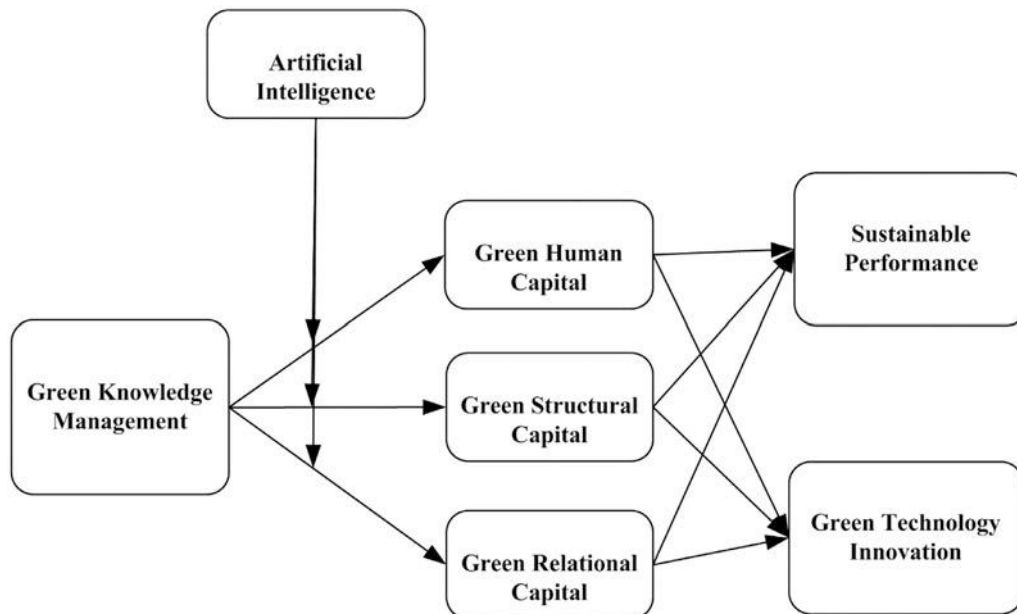 Artificial
Intelligence
Green Human
Capital
Sustainable
Performance
Green Knowledge
Management
Green Structural
Capital
Green Relational
Capital
Green Technology
Innovation